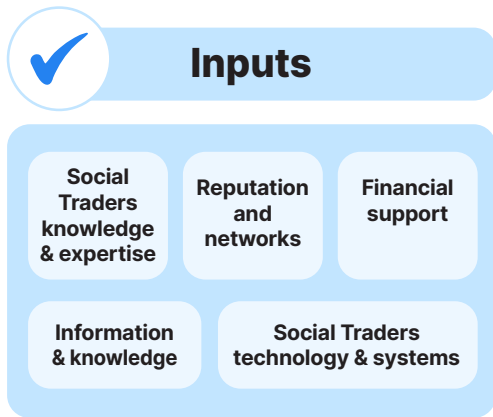 Inputs
Social
Traders
knowledge
& expertise
Reputation
and
networks
Financial
support
Information
& knowledge
Social Traders
technology & systems